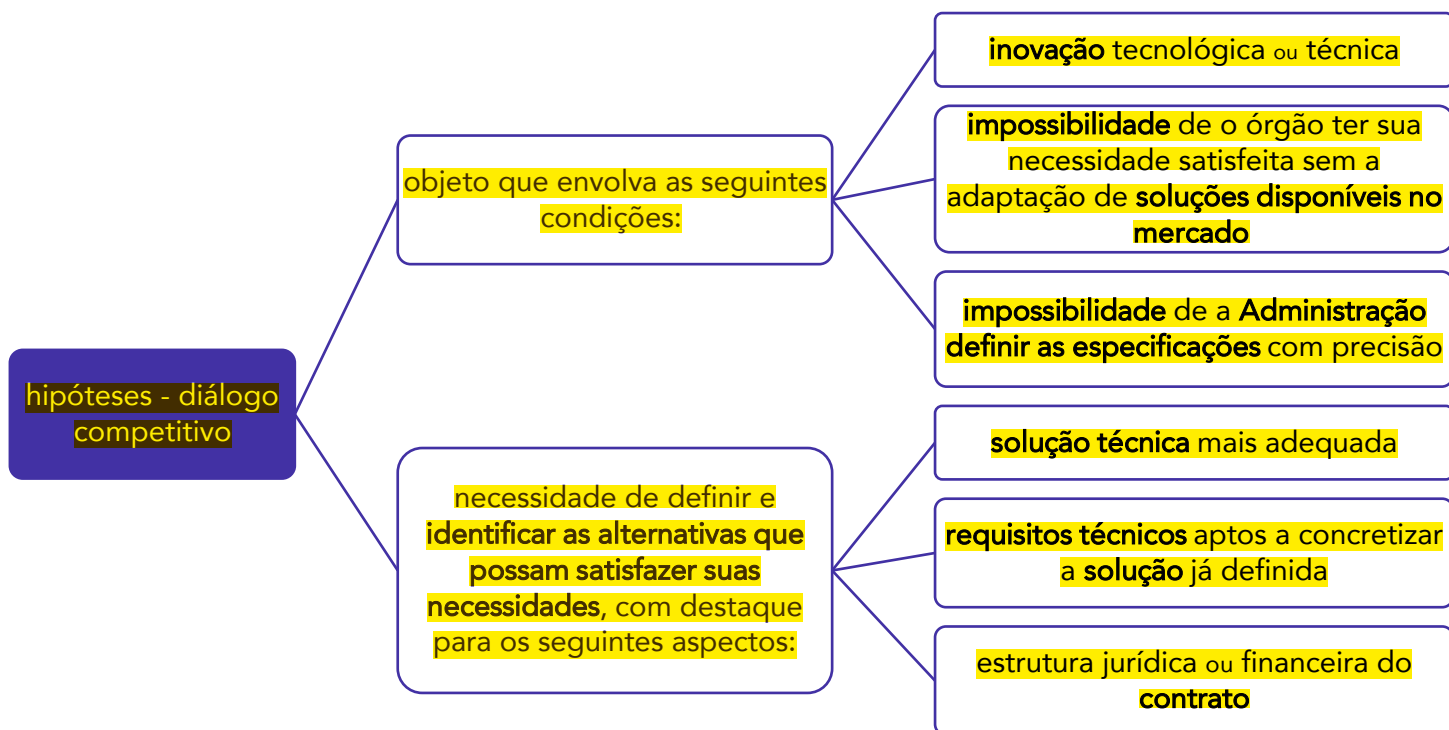 hipóteses - diálogo
competitivo
objeto que envolva as seguintes
condições:
inovação tecnológica ou técnica
impossibilidade de o órgão ter sua
necessidade satisfeita sem a
adaptação de soluções disponíveis no
mercado
impossibilidade de a Administração
definir as especificações com precisão
necessidade de definir e
identificar as alternativas que
possam satisfazer suas
necessidades, com destaque
para os seguintes aspectos:
solução técnica mais adequada
requisitos técnicos aptos a concretizar
a solução já definida
estrutura jurídica ou financeira do
contrato